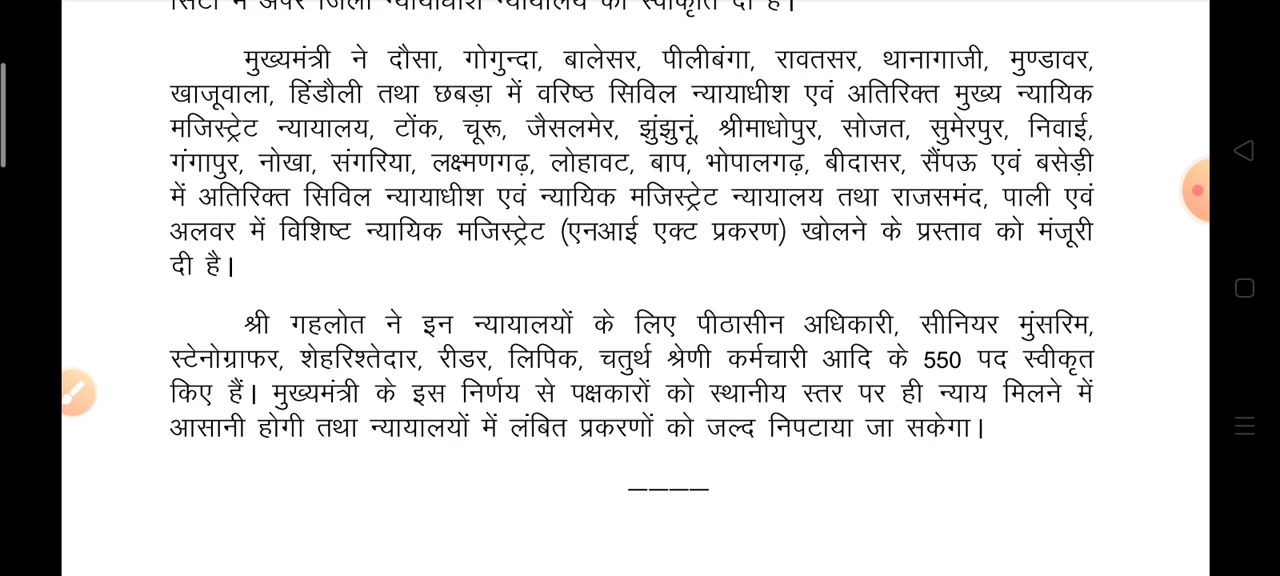 सिटी में अपर जिला न्यायाधीश न्यायालय को स्वीकृति दी है।
मुख्यमंत्री ने दौसा, गोगुन्दा, बालेसर, पीलीबंगा, रावतसर, थानागाजी, मुण्डावर,
खाजूवाला, हिंडौली तथा छबड़ा में वरिष्ठ सिविल न्यायाधीश एवं अतिरिक्त मुख्य न्यायिक
मजिस्ट्रेट न्यायालय, टोंक, चूरू, जैसलमेर, झुंझुनूं, श्रीमाधोपुर, सोजत, सुमेरपुर, निवाई,
गंगापुर, नोखा, संगरिया, लक्ष्मणगढ़, लोहावट, बाप, भोपालगढ़, बीदासर, सैंपऊ एवं बसेड़ी
में अतिरिक्त सिविल न्यायाधीश एवं न्यायिक मजिस्ट्रेट न्यायालय तथा राजसमंद, पाली एवं
अलवर में विशिष्ट न्यायिक मजिस्ट्रेट (एनआई एक्ट प्रकरण) खोलने के प्रस्ताव को मंजूरी
दी है।
श्री गहलोत ने इन न्यायालयों के लिए पीठासीन अधिकारी, सीनियर मुंसरिम,
स्टेनोग्राफर, शेहरिश्तेदार, रीडर, लिपिक, चतुर्थ श्रेणी कर्मचारी आदि के 550 पद स्वीकृत
किए हैं। मुख्यमंत्री के इस निर्णय से पक्षकारों को स्थानीय स्तर पर ही न्याय मिलने में
आसानी होगी तथा न्यायालयों में लंबित प्रकरणों को जल्द निपटाया जा सकेगा।
————